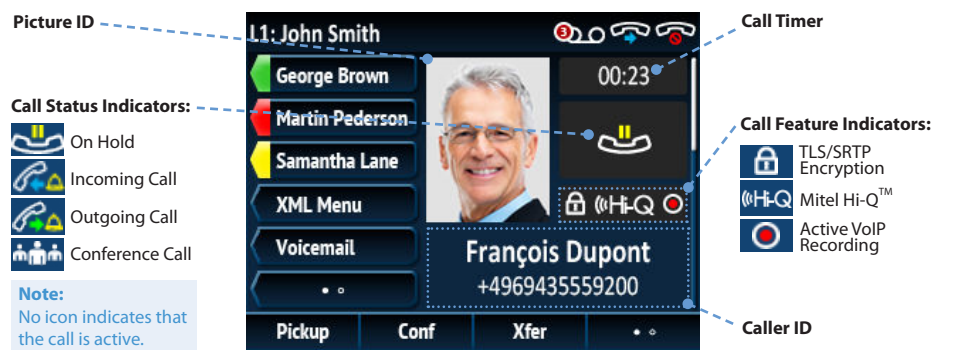 Picture ID
Call Status Indicators:
On Hold
Incoming Call
Outgoing Call
Conference Call
Note:
No icon indicates that
the call is active.
L1: John Smith
3
George Brown
Martin Pederson
Samantha Lane
XML Menu
Voicemail
00:23
Hi-Q
François Dupont
+4969435559200
Pickup Conf Xfer
Call Timer
Call Feature Indicators:
TLS/SRTP
Encryption
Hi-Q Mitel Hi-Q™
Active VoIP
Recording
Caller ID